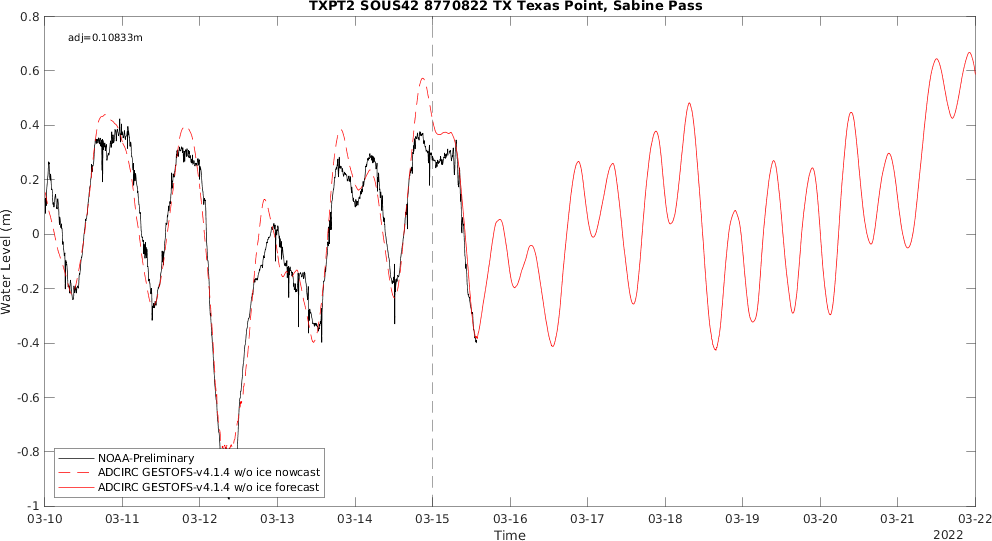 TXPT2 SOUS42 8770822 TX Texas Point, Sabine Pass
adj=0.10833m
0.8
0.6
0.4
0.2
0
-0.2
-0.4
-0.6
-0.8
-1
Water Level (m)
NOAA-Preliminary
ADCIRC GESTOFS-v4.1.4 w/o ice nowcast
ADCIRC GESTOFS-v4.1.4 w/o ice forecast
03-10 03-11 03-12 03-13 03-14 03-15 03-16 03-17 03-18 03-19 03-20 03-21 03-22
Time
2022